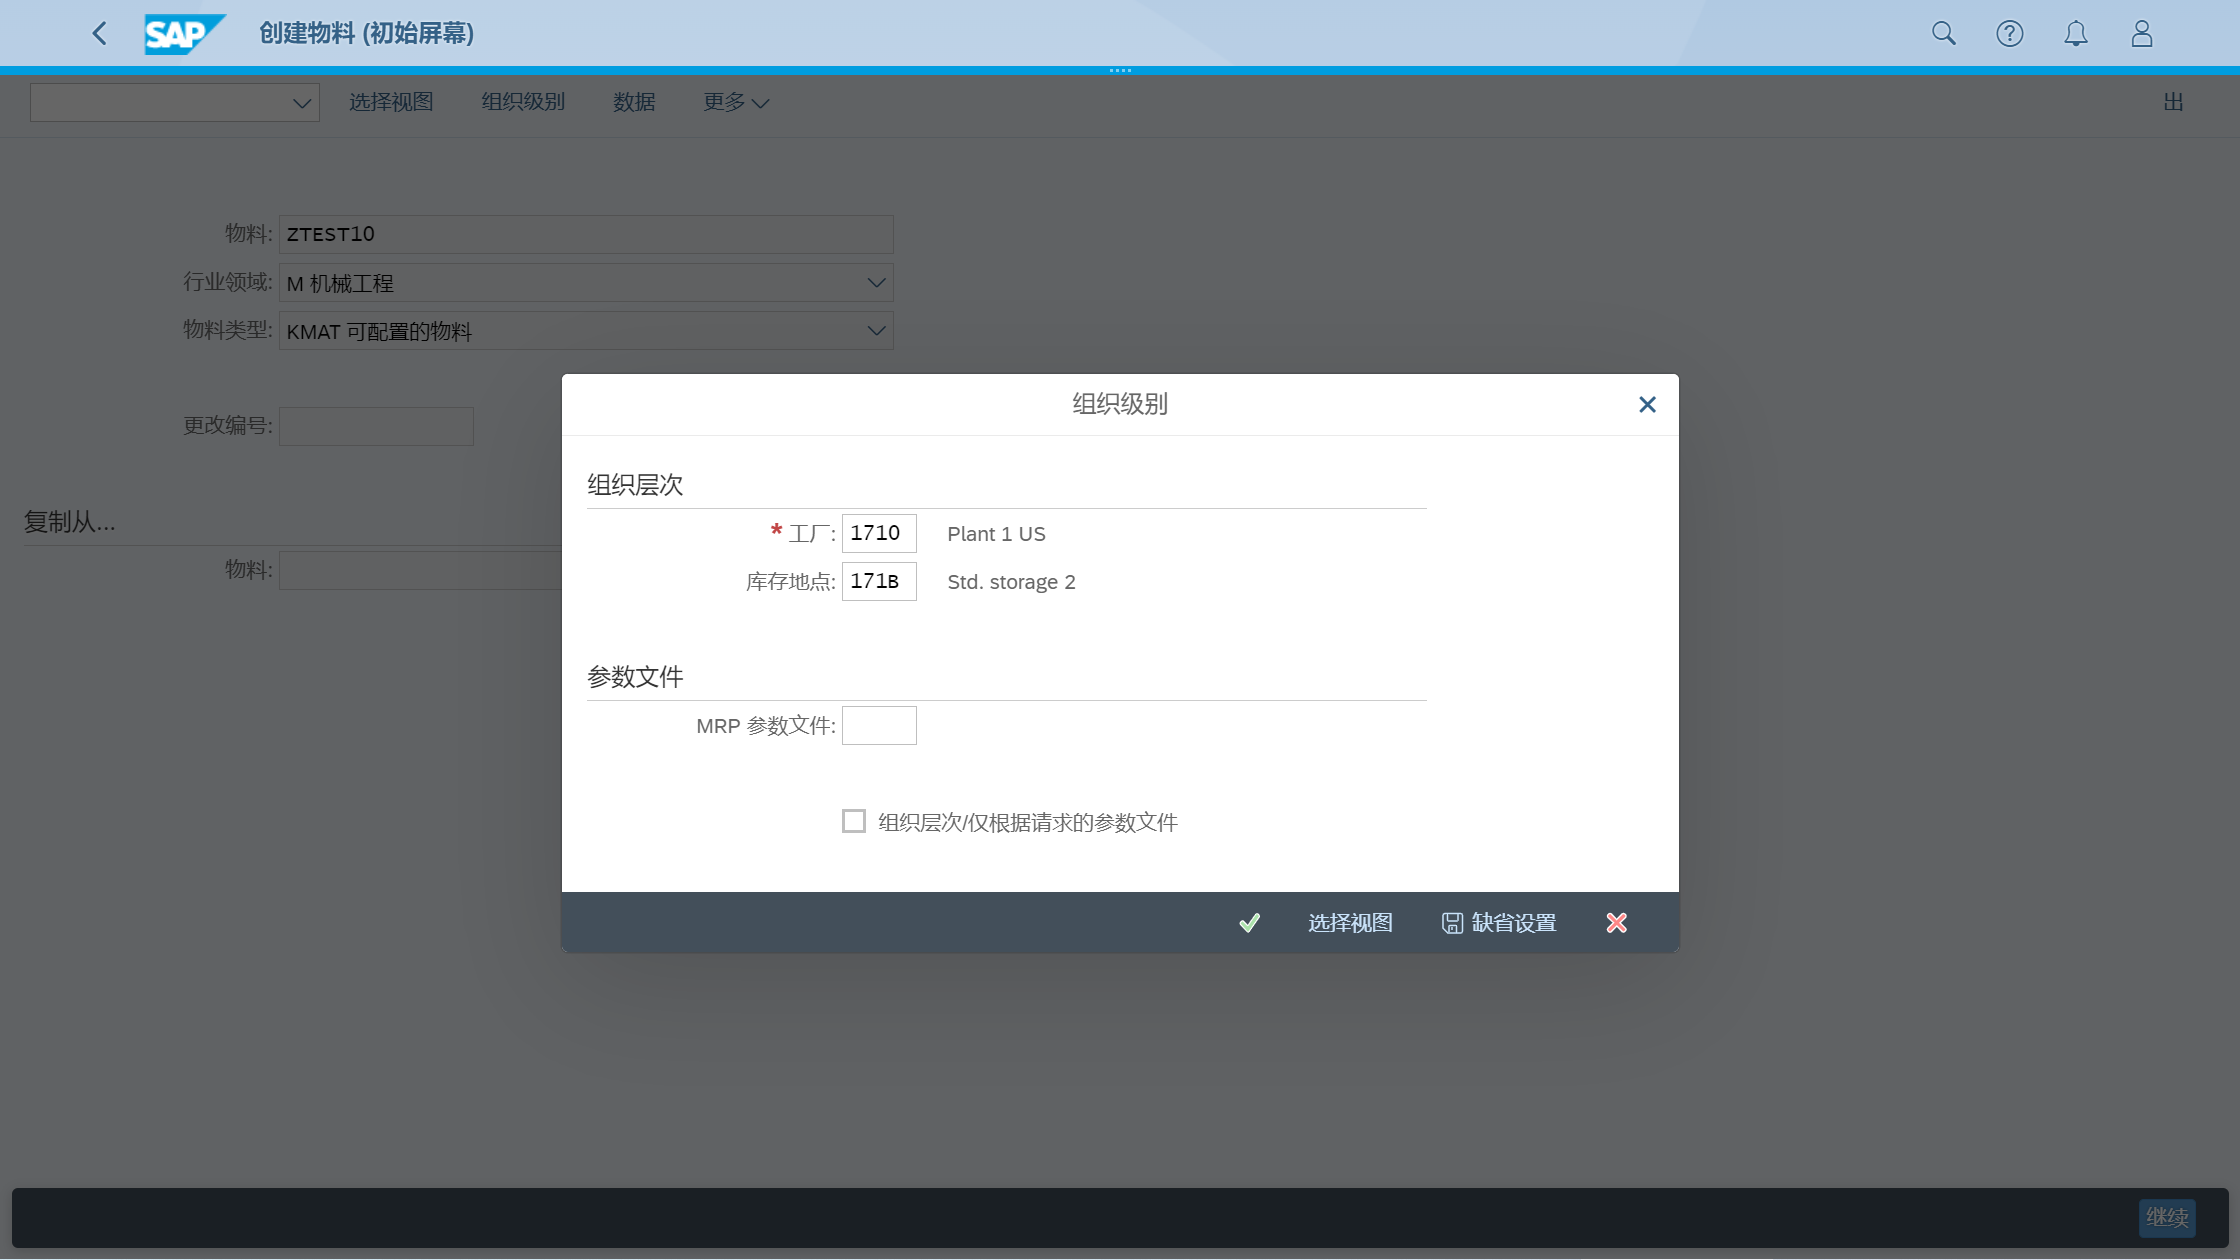 SAP 创建物料 (初始屏幕)
选择视图 组织级别 数据 更多 出
物料: ZTEST10
行业领域: M 机械工程
物料类型: KMAT 可配置的物料
更改编号:
复制从...
物料:
组织级别
组织层次
* 工厂: 1710 Plant 1 US
库存地点: 171B Std. storage 2
参数文件
MRP 参数文件:
组织层次/仅根据请求的参数文件
选择视图 缺省设置
继续